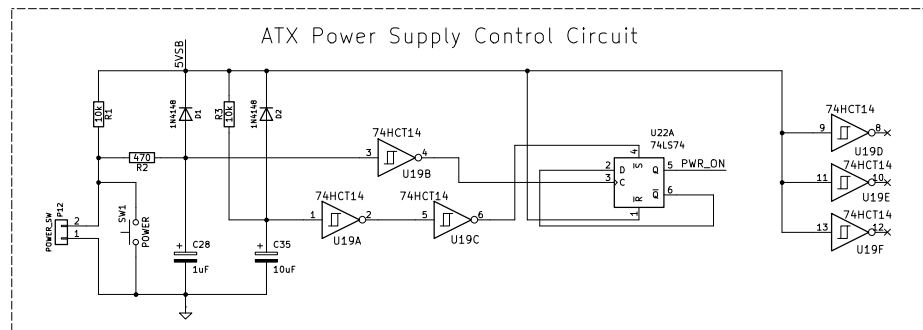 ATX Power Supply Control Circuit
5VSB
10k
R1
1N4148
D1
R3
10k
1N4148
D2
470
R2
74HCT14
3
4
U19B
74HCT14
1
2
U19A
74HCT14
5
6
U19C
U22A
74LS74
4
2
D
S
Q
5
PWR_ON
3
C
Q
6
R
1
74HCT14
9
8
U19D
74HCT14
11
10
U19E
74HCT14
13
12
U19F
POWER_SW
P12
2
1
SW1
POWER
+
C28
1uF
+
C35
10uF